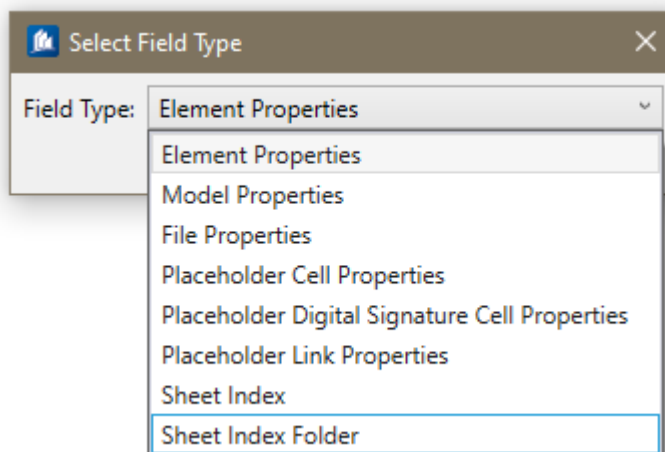 Select Field Type
Field Type: Element Properties
Element Properties
Model Properties
File Properties
Placeholder Cell Properties
Placeholder Digital Signature Cell Properties
Placeholder Link Properties
Sheet Index
Sheet Index Folder